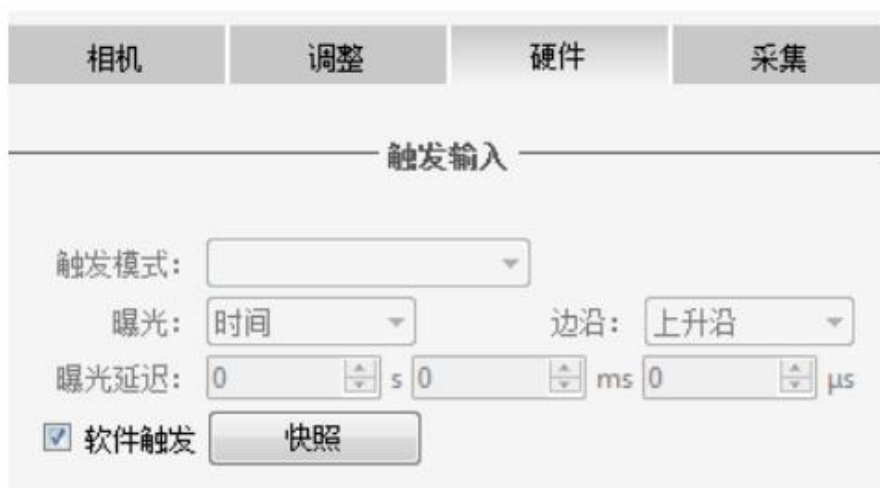 相机 调整 硬件 采集
触发输入
触发模式:
曝光: 时间 边沿: 上升沿
曝光延迟: 0 s 0 ms 0 μs
软件触发 快照